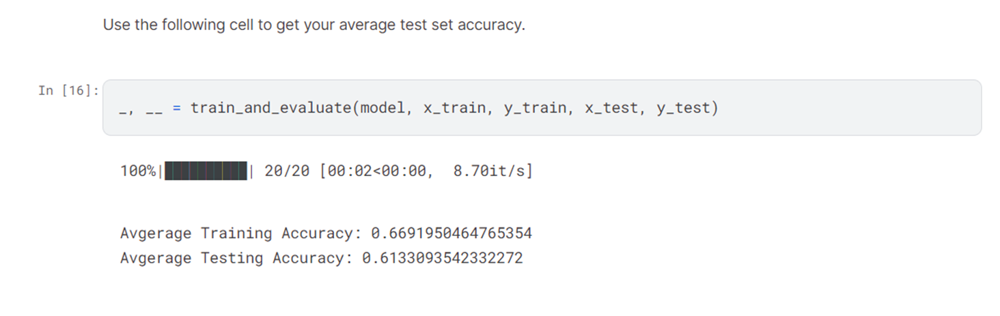 Use the following cell to get your average test set accuracy.
In [16]:
_, __ = train_and_evaluate(model, x_train, y_train, x_test, y_test)
100%|██████████| 20/20 [00:02<00:00,  8.70it/s]
Avgerage Training Accuracy: 0.6691950464765354
Avgerage Testing Accuracy: 0.6133093542332272